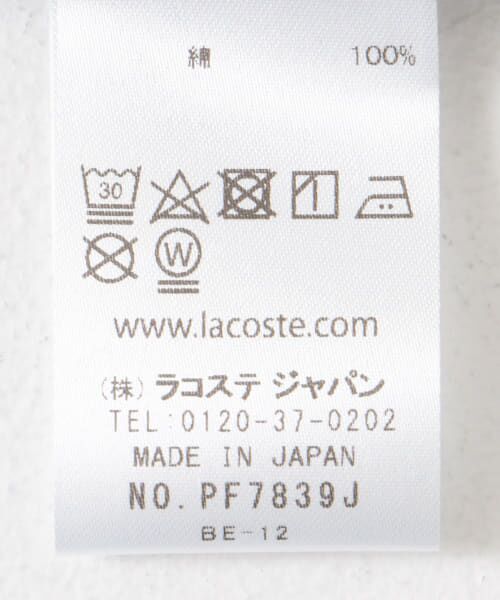 綿 100%
30
W
www.lacoste.com
(株) ラコステ ジャパン
TEL:0120-37-0202
MADE IN JAPAN
NO. PF7839J
BE-12